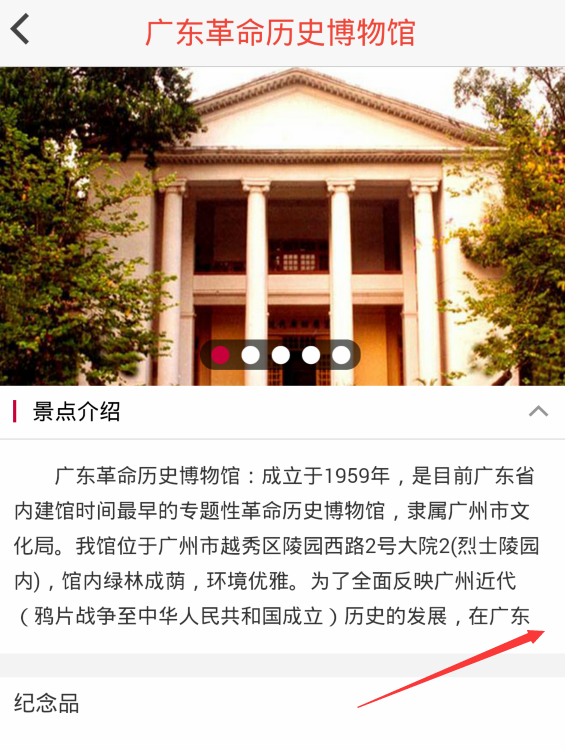 广东革命历史博物馆
景点介绍
广东革命历史博物馆：成立于1959年，是目前广东省
内建馆时间最早的专题性革命历史博物馆，隶属广州市文
化局。我馆位于广州市越秀区陵园西路2号大院2(烈士陵园
内)，馆内绿林成荫，环境优雅。为了全面反映广州近代
（鸦片战争至中华人民共和国成立）历史的发展，在广东
纪念品